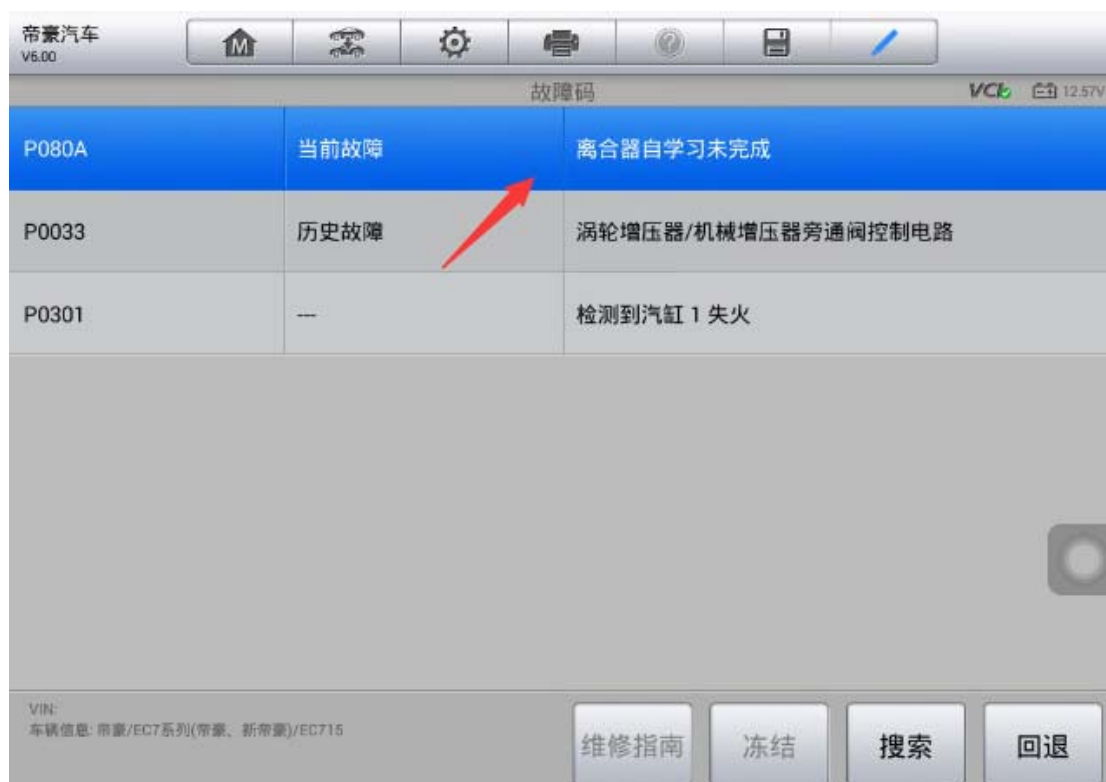 帝豪汽车
V6.00
M
故障码
VCI
12.57V
P080A 当前故障 离合器自学习未完成
P0033 历史故障 涡轮增压器/机械增压器旁通阀控制电路
P0301 --- 检测到汽缸 1 失火
VIN:
车辆信息: 帝豪/EC7系列(帝豪、新帝豪)/EC715
维修指南 冻结 搜索 回退